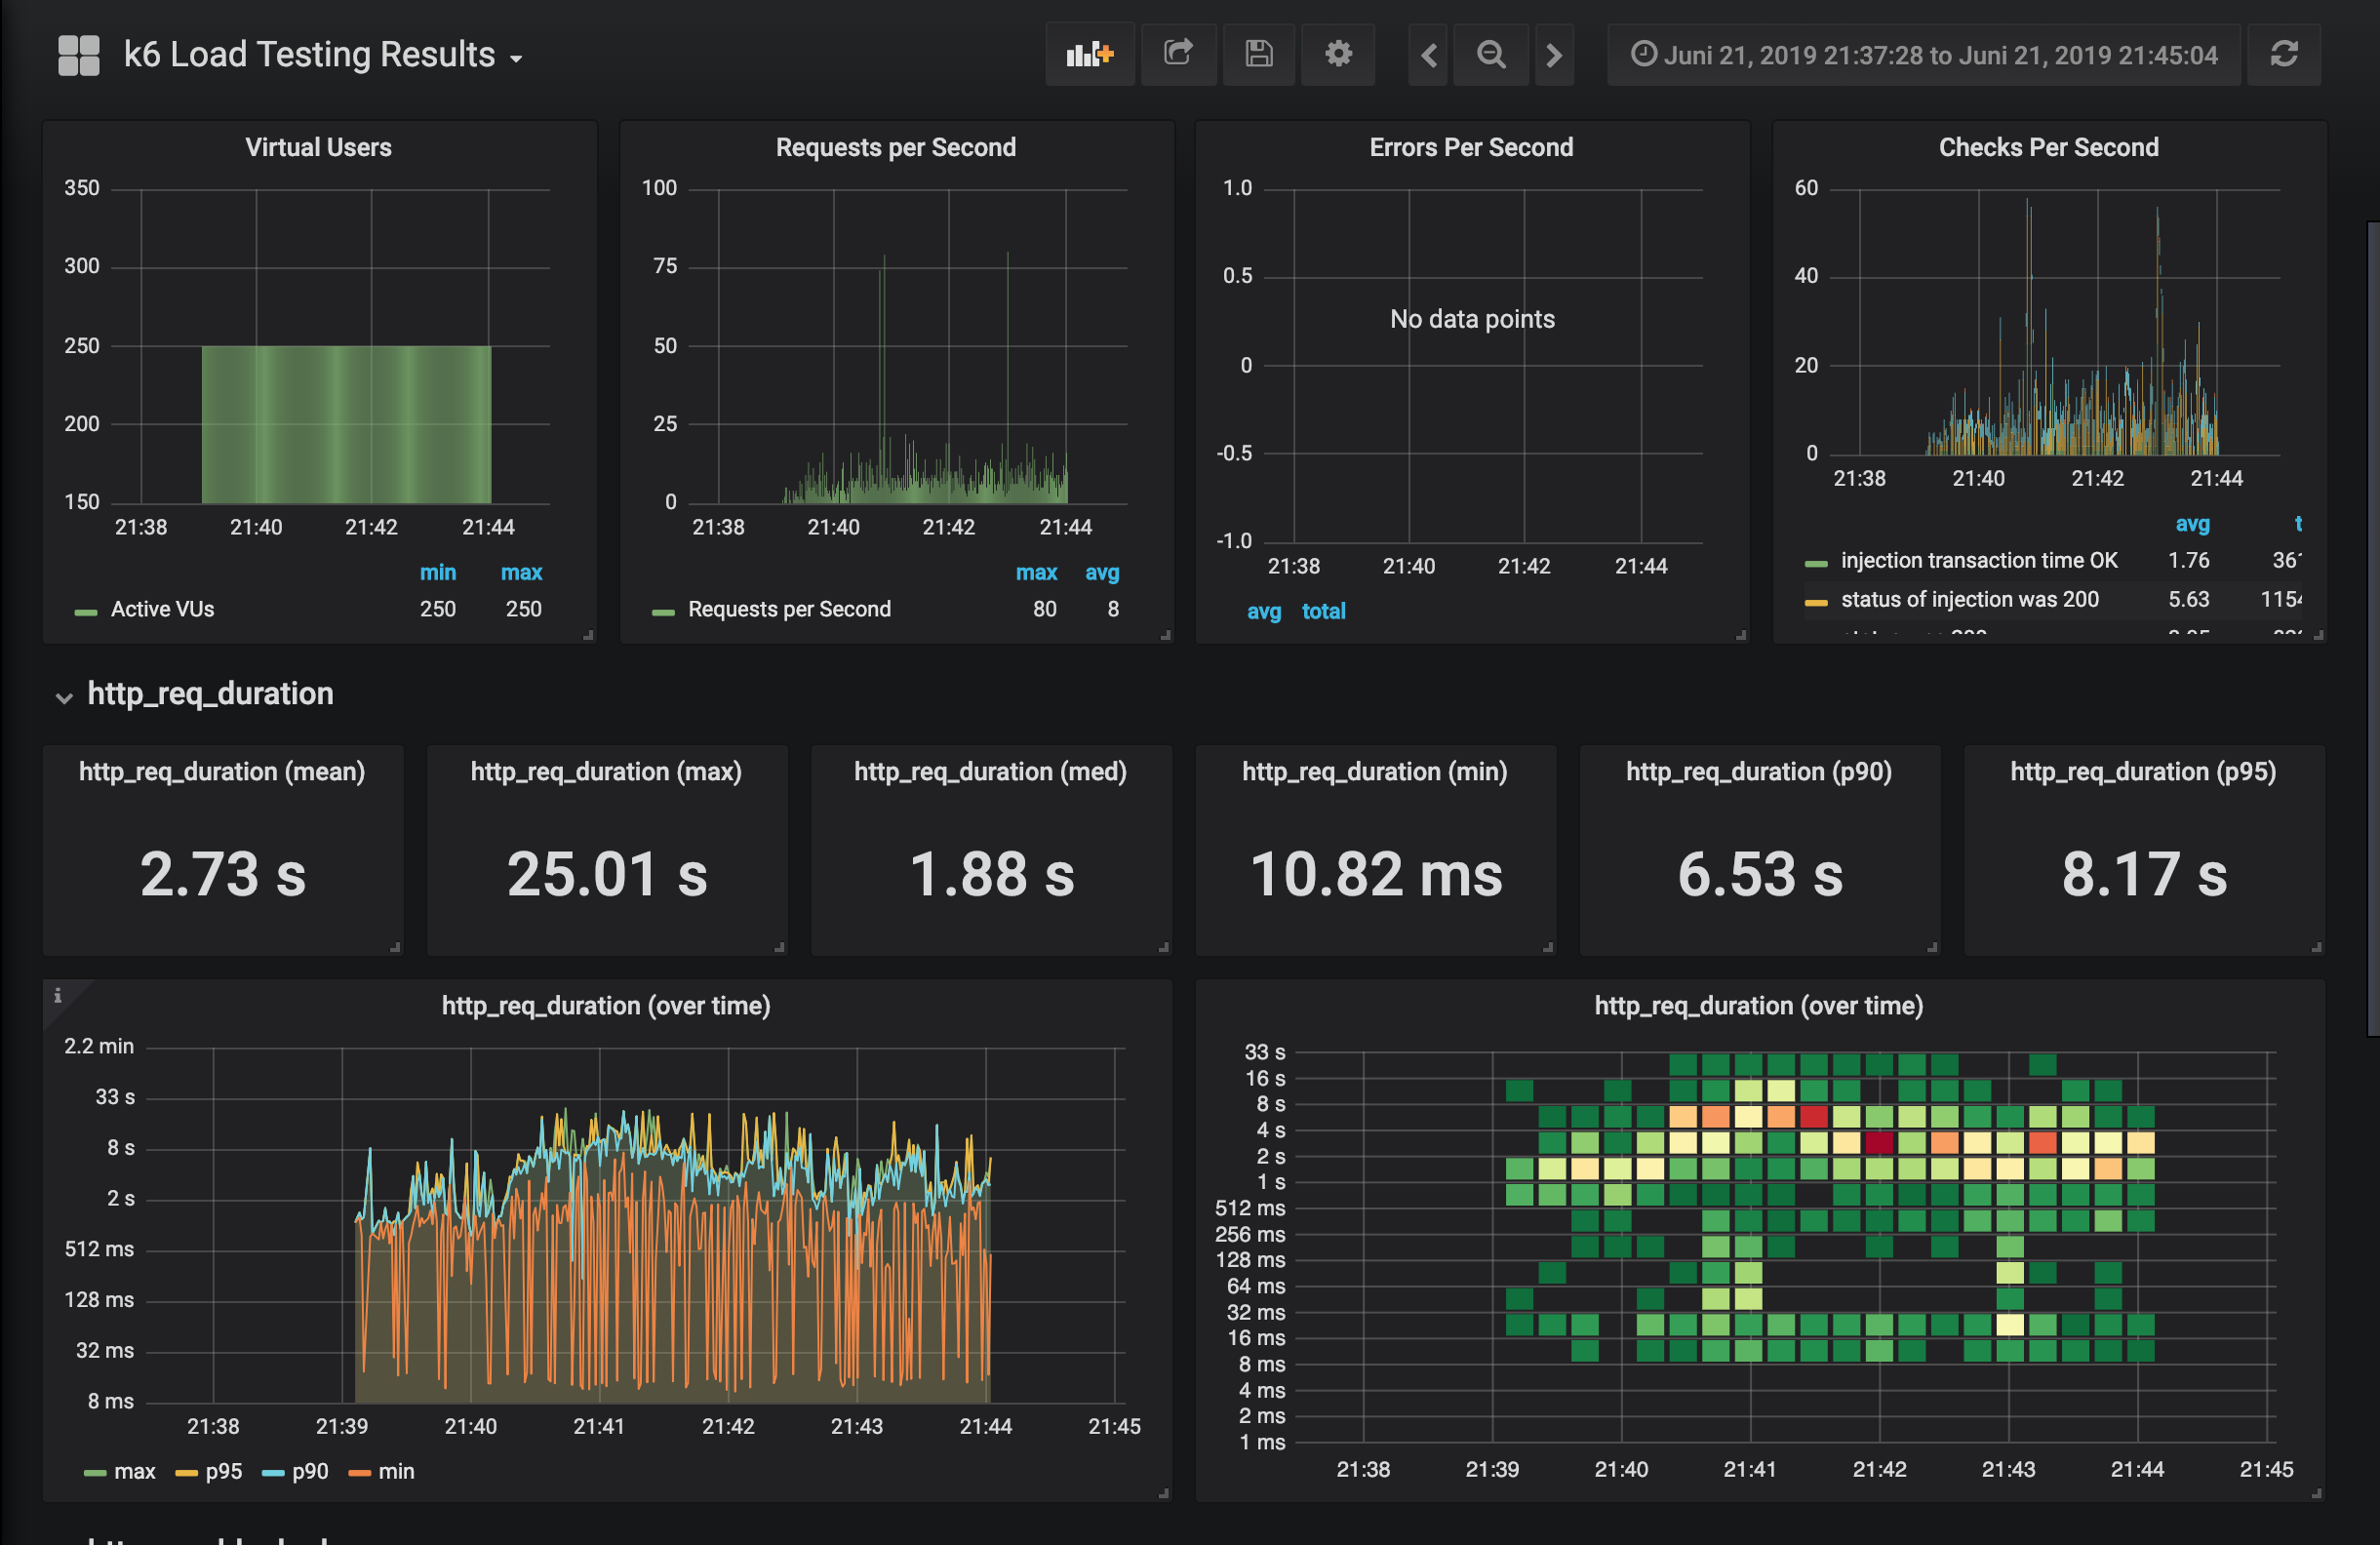 k6 Load Testing Results
Juni 21, 2019 21:37:28 to Juni 21, 2019 21:45:04
Virtual Users
350
300
250
200
150
21:38 21:40 21:42 21:44
min max
Active VUs 250 250
Requests per Second
100
75
50
25
0
21:38 21:40 21:42 21:44
max avg
Requests per Second 80 8
Errors Per Second
1.0
0.5
0
-0.5
-1.0
No data points
21:38 21:40 21:42 21:44
avg total
Checks Per Second
60
40
20
0
21:38 21:40 21:42 21:44
avg
injection transaction time OK 1.76
status of injection was 200 5.63 1154
http_req_duration
http_req_duration (mean)
2.73 s
http_req_duration (max)
25.01 s
http_req_duration (med)
1.88 s
http_req_duration (min)
10.82 ms
http_req_duration (p90)
6.53 s
http_req_duration (p95)
8.17 s
i
http_req_duration (over time)
2.2 min
33 s
8 s
2 s
512 ms
128 ms
32 ms
8 ms
21:38 21:39 21:40 21:41 21:42 21:43 21:44 21:45
max p95 p90 min
http_req_duration (over time)
33 s
16 s
8 s
4 s
2 s
1 s
512 ms
256 ms
128 ms
64 ms
32 ms
16 ms
8 ms
4 ms
2 ms
1 ms
21:38 21:39 21:40 21:41 21:42 21:43 21:44 21:45